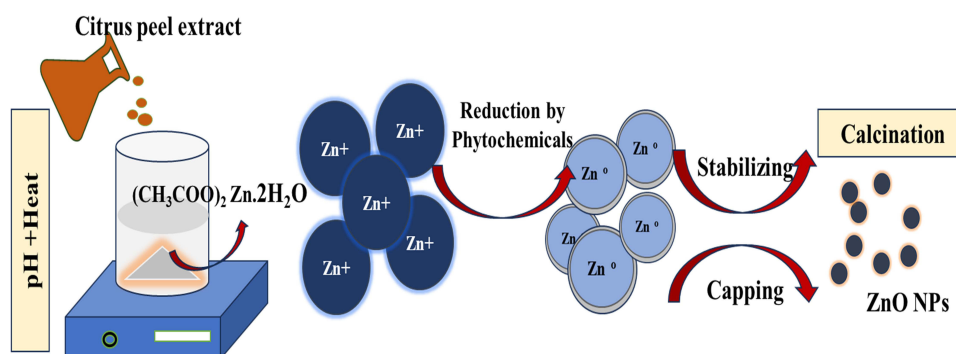 Citrus peel extract
pH +Heat
(CH₃COO)₂ Zn.2H₂O
Zn+
Zn+
Zn+
Zn+
Zn+
Reduction by
Phytochemicals
Zn o
Zn o
Zn
Zn o
Zn o
Stabilizing
Capping
Calcination
ZnO NPs